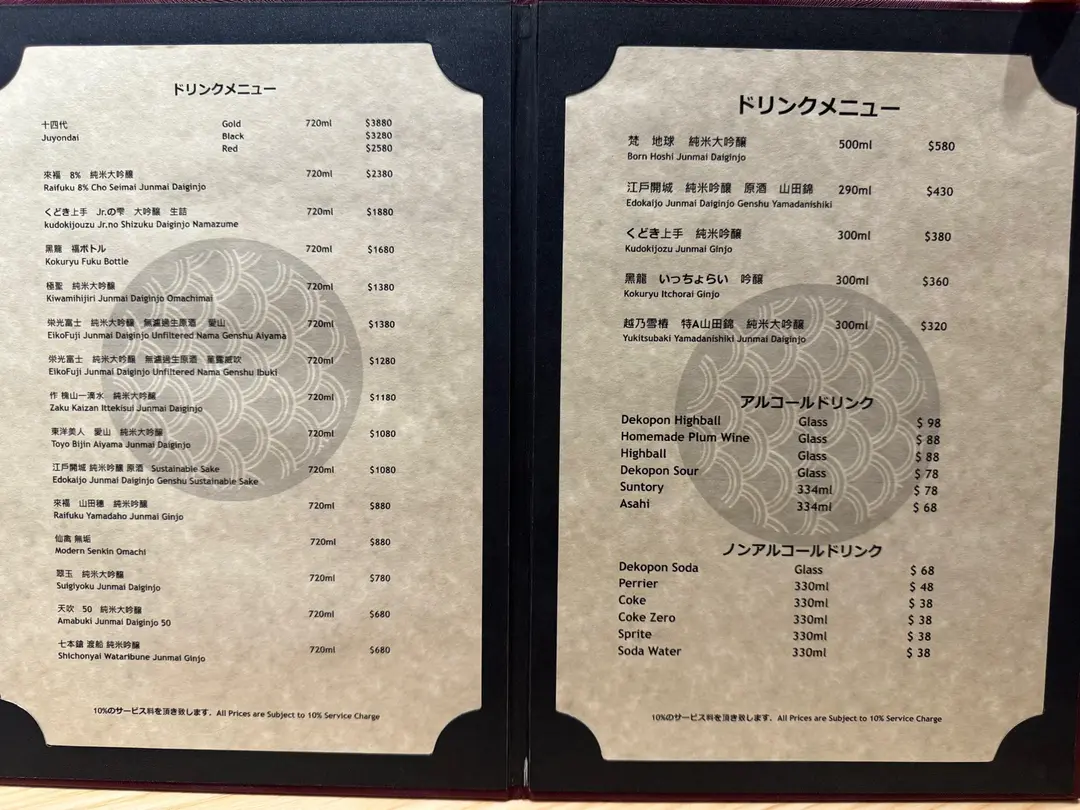 ドリンクメニュー
十四代 Gold 720ml $3880
Juyondai Black $3280
Red $2580
來福 8% 純米大吟醸 720ml $2380
Raifuku 8% Cho Seimai Junmai Daiginjo
くどき上手 Jr.の雫 大吟醸 生詰 720ml $1880
kudokijouzu Jr.no Shizuku Daiginjo Namazume
黒龍 福ボトル 720ml $1680
Kokuryu Fuku Bottle
極聖 純米大吟醸 720ml $1380
Kiwamihijiri Junmai Daiginjo Omachimai
栄光富士 純米大吟醸 無濾過生原酒 愛山 720ml $1380
EikoFuji Junmai Daiginjo Unfiltered Nama Genshu Aiyama
栄光富士 純米大吟醸 無濾過生原酒 星露威吹 720ml $1280
EikoFuji Junmai Daiginjo Unfiltered Nama Genshu Ibuki
作 槐山一滴水 純米大吟醸 720ml $1180
Zaku Kaizan Ittekisui Junmai Daiginjo
東洋美人 愛山 純米大吟醸 720ml $1080
Toyo Bijin Aiyama Junmai Daiginjo
江戸開城 純米吟醸 原酒 Sustainable Sake 720ml $1080
Edokaijo Junmai Daiginjo Genshu Sustainable Sake
來福 山田穂 純米吟醸 720ml $880
Raifuku Yamadaho Junmai Ginjo
仙禽 無垢 720ml $880
Modern Senkin Omachi
翠玉 純米大吟醸 720ml $780
Suigiyoku Junmai Daiginjo
天吹 50 純米大吟醸 720ml $680
Amabuki Junmai Daiginjo 50
七本鎗 渡船 純米吟醸 720ml $680
Shichonyai Wataribune Junmai Ginjo
10%のサービス料を頂き致します. All Prices are Subject to 10% Service Charge
ドリンクメニュー
梵 地球 純米大吟醸 500ml $580
Born Hoshi Junmai Daiginjo
江戸開城 純米吟醸 原酒 山田錦 290ml $430
Edokaijo Junmai Daiginjo Genshu Yamadanishiki
くどき上手 純米吟醸 300ml $380
Kudokijozu Junmai Ginjo
黒龍 いっちょらい 吟醸 300ml $360
Kokuryu Itchorai Ginjo
越乃雪椿 特A山田錦 純米大吟醸 300ml $320
Yukitsubaki Yamadanishiki Junmai Daiginjo
アルコールドリンク
Dekopon Highball Glass $ 98
Homemade Plum Wine Glass $ 88
Highball Glass $ 88
Dekopon Sour Glass $ 78
Suntory 334ml $ 78
Asahi 334ml $ 68
ノンアルコールドリンク
Dekopon Soda Glass $ 68
Perrier 330ml $ 48
Coke 330ml $ 38
Coke Zero 330ml $ 38
Sprite 330ml $ 38
Soda Water 330ml $ 38
10%のサービス料を頂き致します. All Prices are Subject to 10% Service Charge